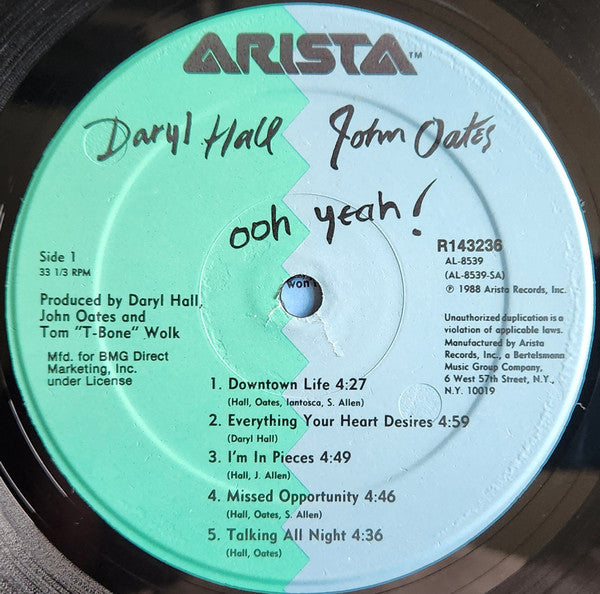 ARISTA™
Daryl Hall John Oates
ooh yeah!
Side 1
33 1/3 RPM
Produced by Daryl Hall,
John Oates and
Tom "T-Bone" Wolk
Mfd. for BMG Direct
Marketing, Inc.
under License
R143236
AL-8539
(AL-8539-SA)
℗ 1988 Arista Records, Inc.
Unauthorized duplication is a
violation of applicable laws.
Manufactured by Arista
Records, Inc., a Bertelsmann
Music Group Company,
6 West 57th Street, N.Y.,
N.Y. 10019
won't
1. Downtown Life 4:27
(Hall, Oates, Iantosca, S. Allen)
2. Everything Your Heart Desires 4:59
(Daryl Hall)
3. I'm In Pieces 4:49
(Hall, J. Allen)
4. Missed Opportunity 4:46
(Hall, Oates, S. Allen)
5. Talking All Night 4:36
(Hall, Oates)